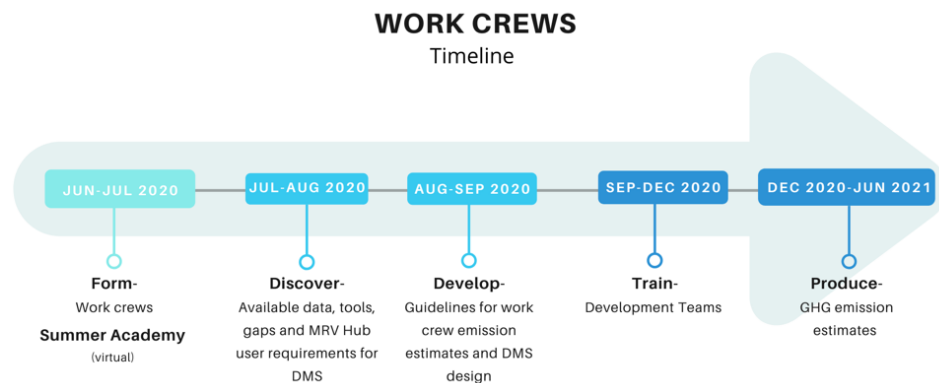 WORK CREWS
Timeline
JUN-JUL 2020
JUL-AUG 2020
AUG-SEP 2020
SEP-DEC 2020
DEC 2020-JUN 2021
Form-
Work crews
Summer Academy
(virtual)
Discover-
Available data, tools,
gaps and MRV Hub
user requirements for
DMS
Develop-
Guidelines for work
crew emission
estimates and DMS
design
Train-
Development Teams
Produce-
GHG emission
estimates